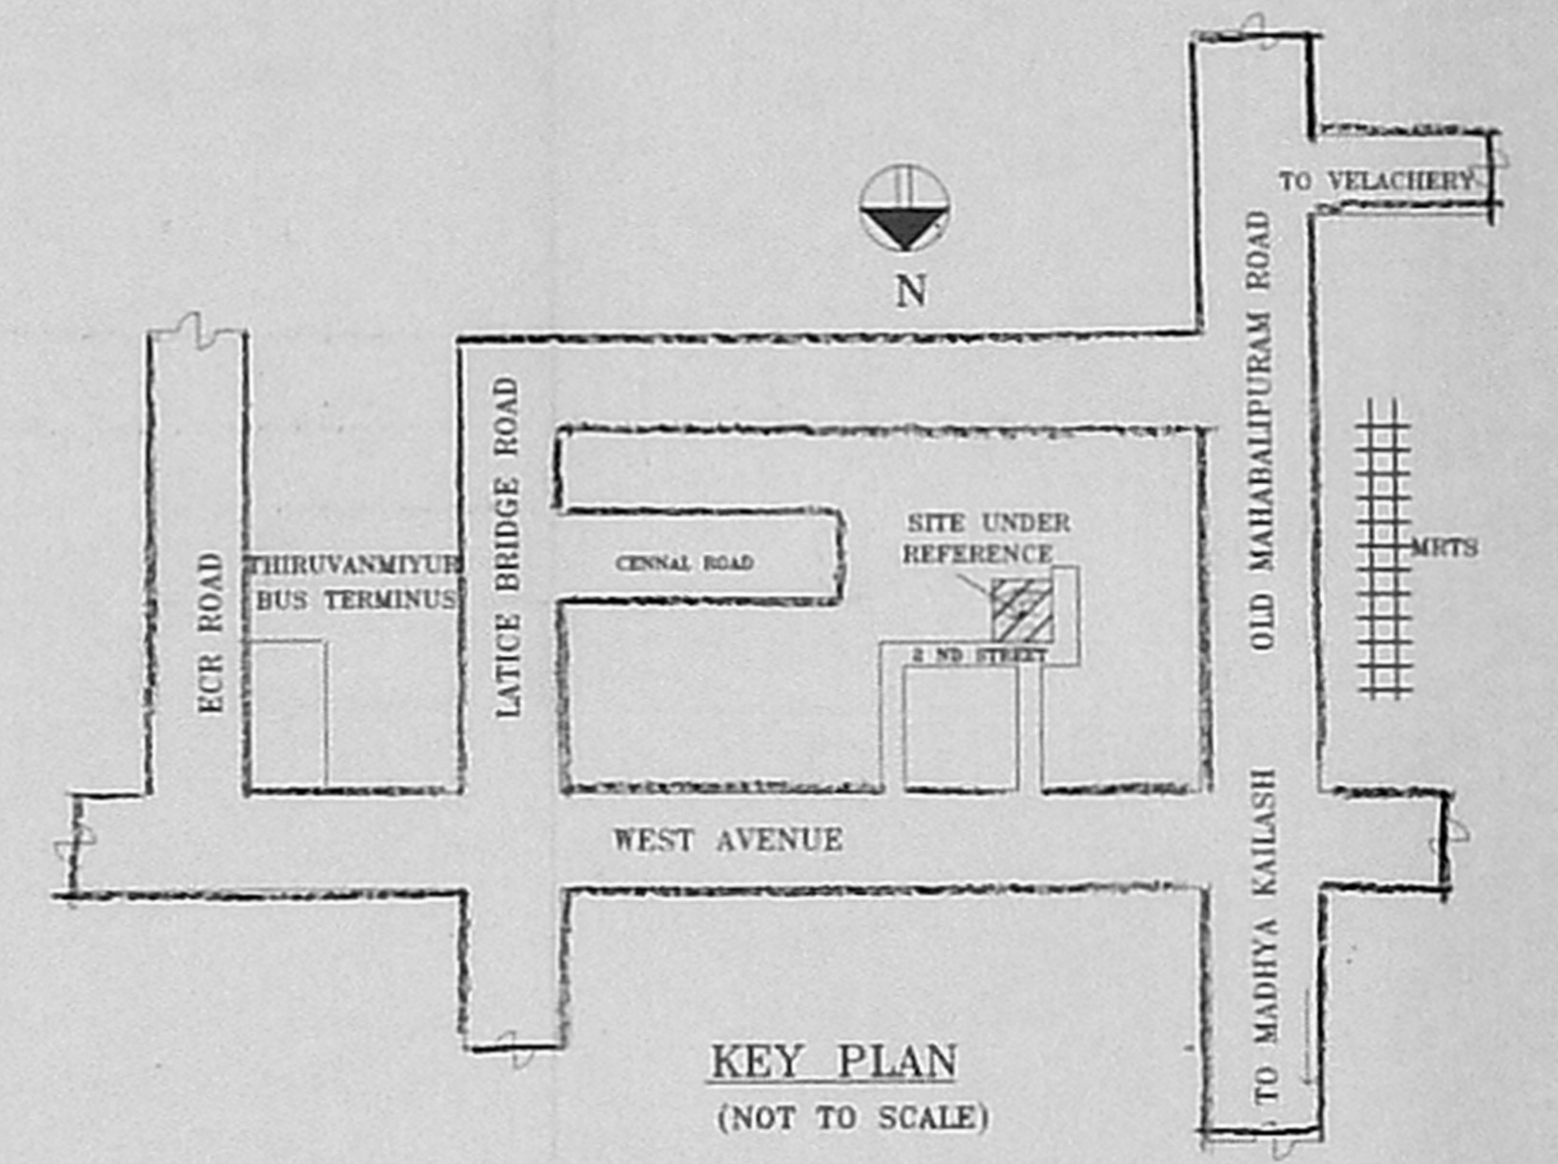 TO VELACHERY
N
OLD MAHABALIPURAM ROAD
LATICE BRIDGE ROAD
SITE UNDER
REFERENCE
MRTS
ECR ROAD
THIRUVANMIYUR
BUS TERMINUS
CENNAL ROAD
2 ND STREET
WEST AVENUE
TO MADHYA KAILASH
KEY PLAN
(NOT TO SCALE)